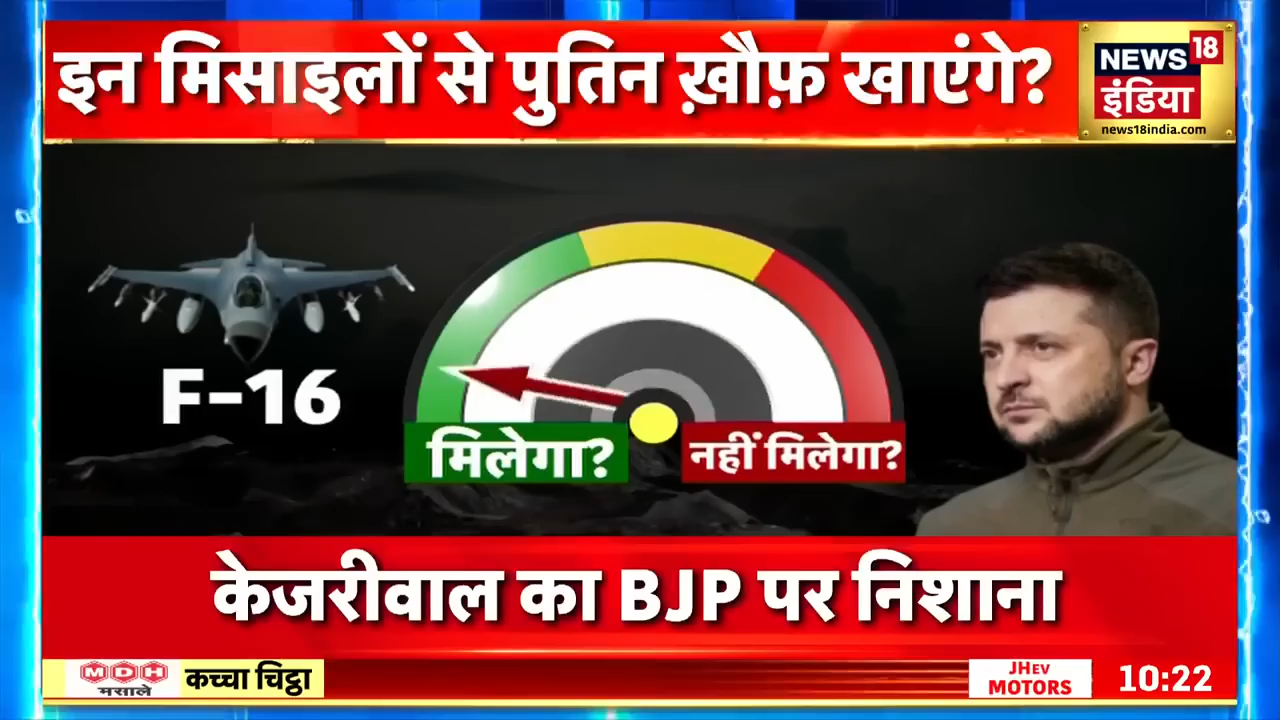 इन मिसाइलों से पुतिन ख़ौफ़ खाएंगे?
NEWS 18
इंडिया
news18india.com
F-16
मिलेगा?
नहीं मिलेगा?
केजरीवाल का BJP पर निशाना
MDH
मसाले
कच्चा चिट्ठा
JHEV
MOTORS
10:22